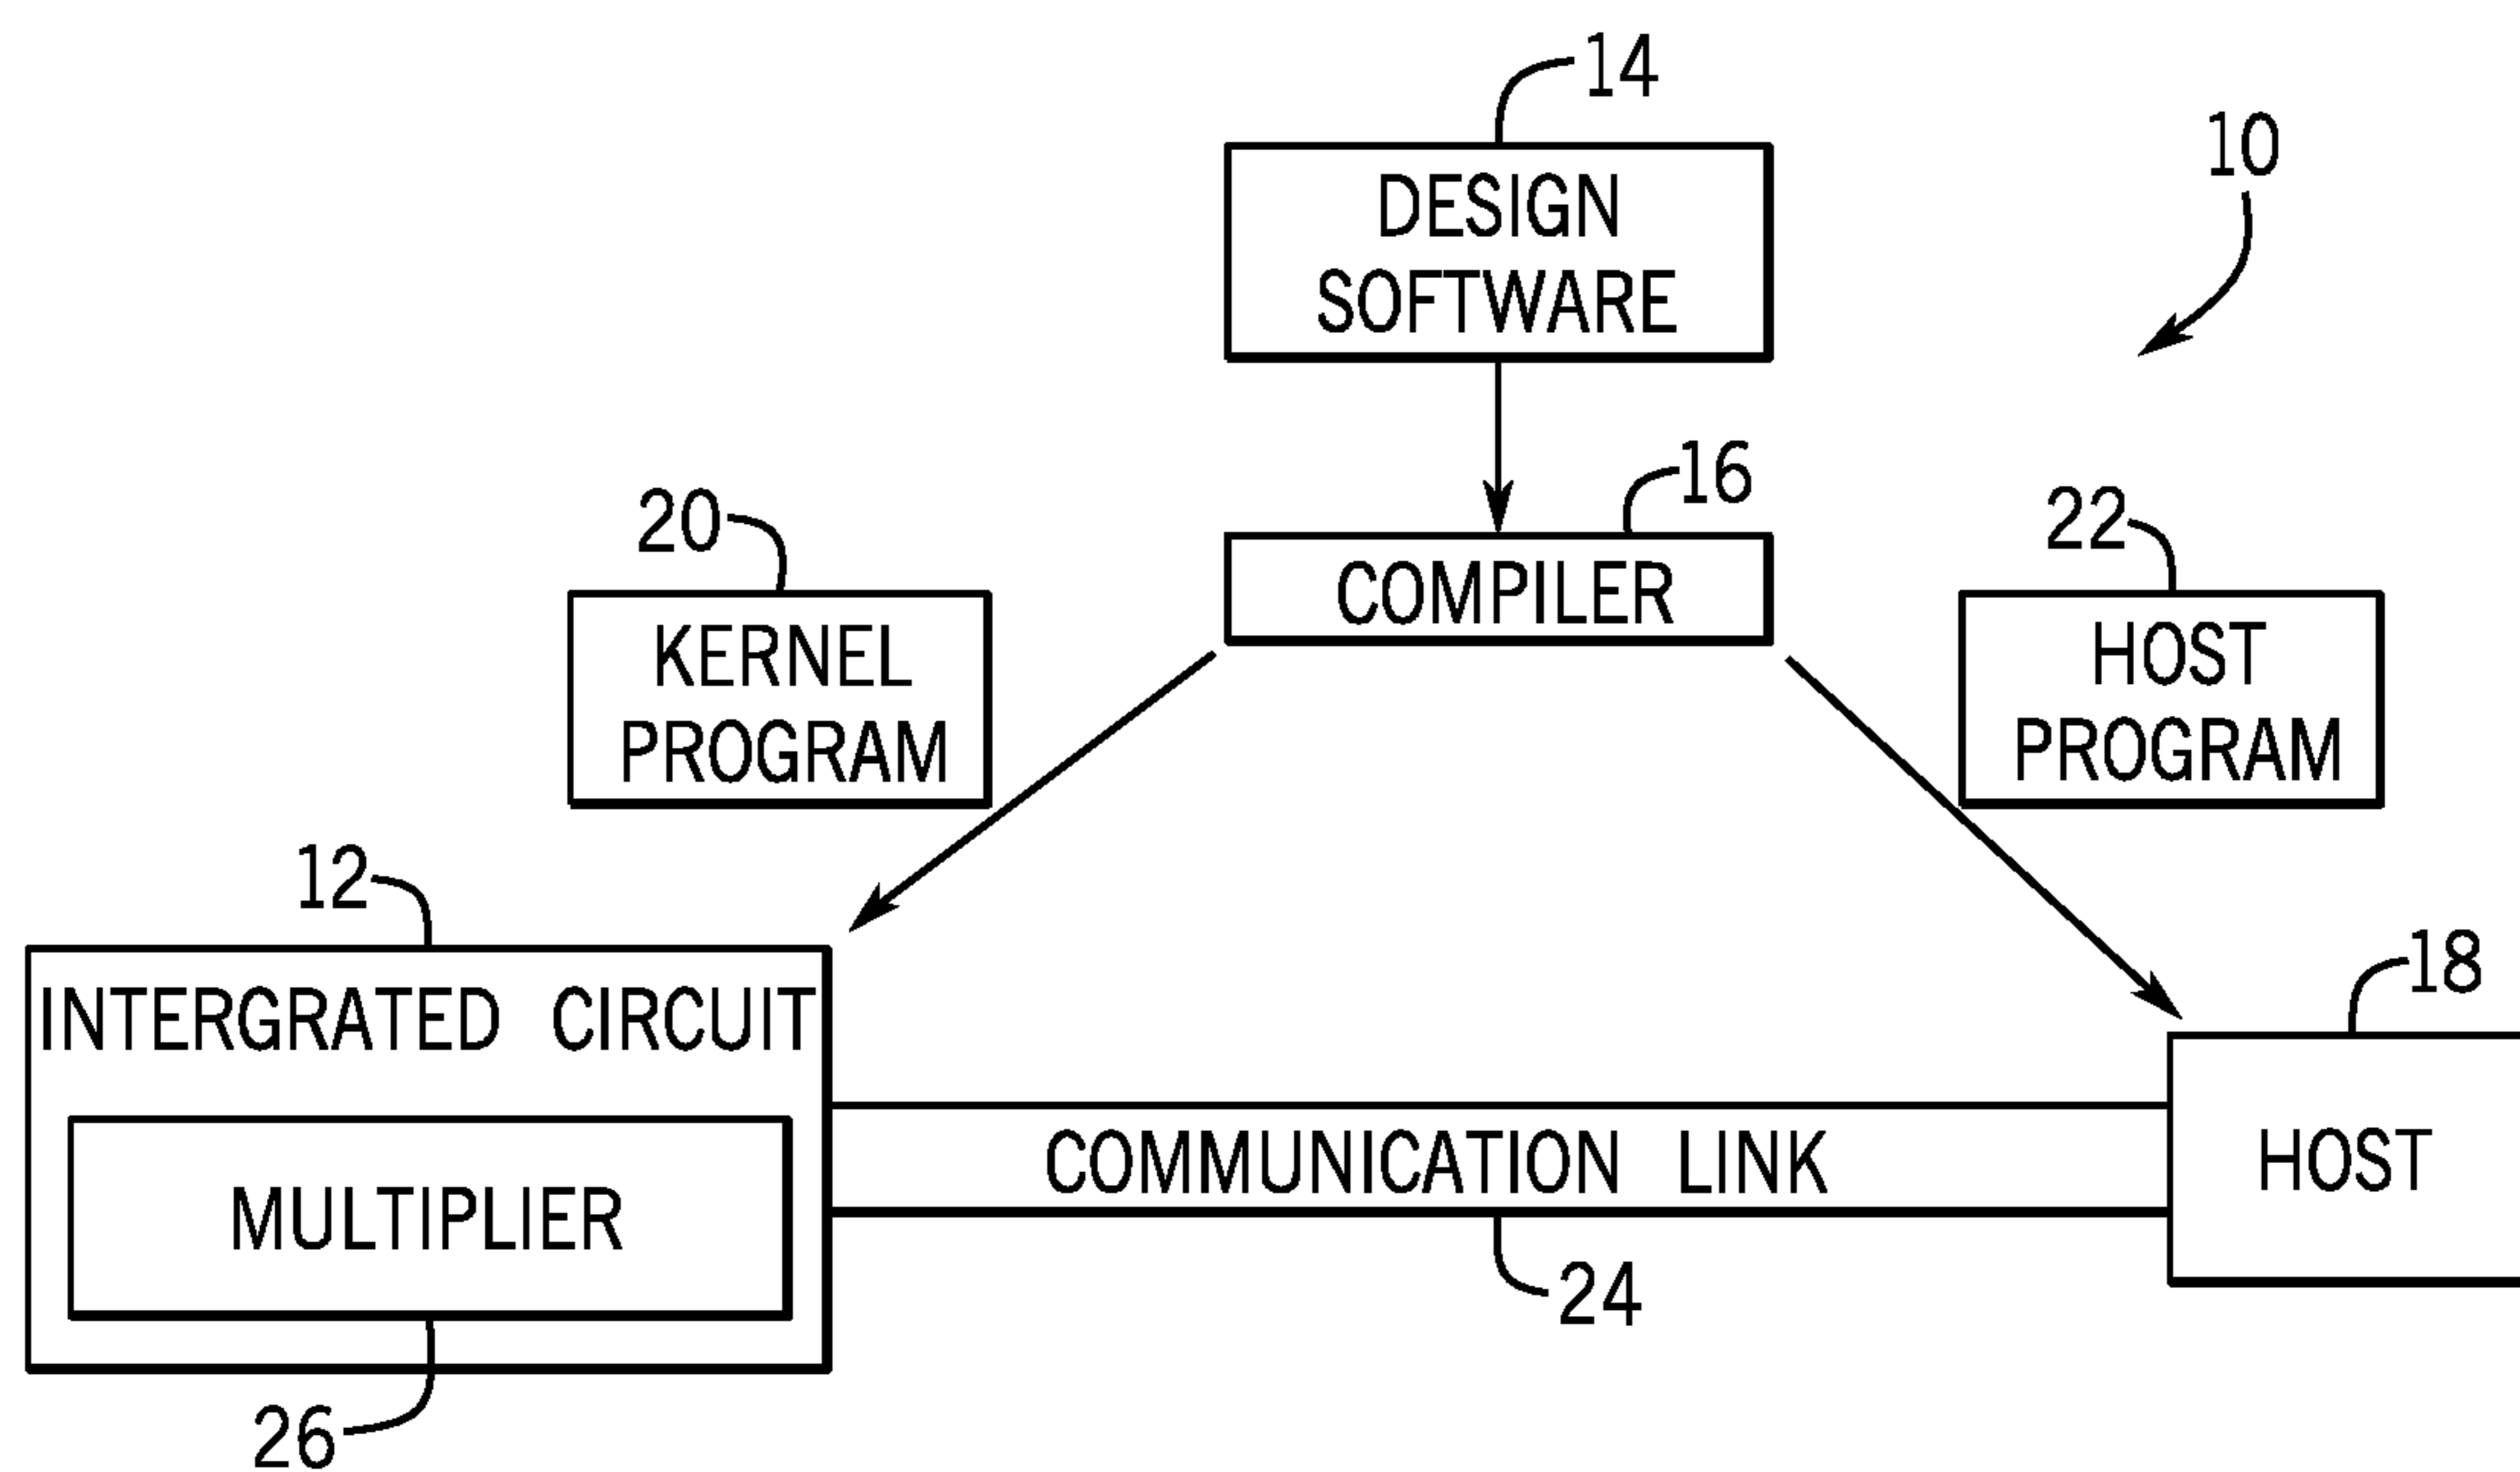 14
10
DESIGN
SOFTWARE
16
20
22
COMPILER
KERNEL
PROGRAM
HOST
PROGRAM
12
18
INTERGRATED CIRCUIT
COMMUNICATION LINK
HOST
MULTIPLIER
24
26